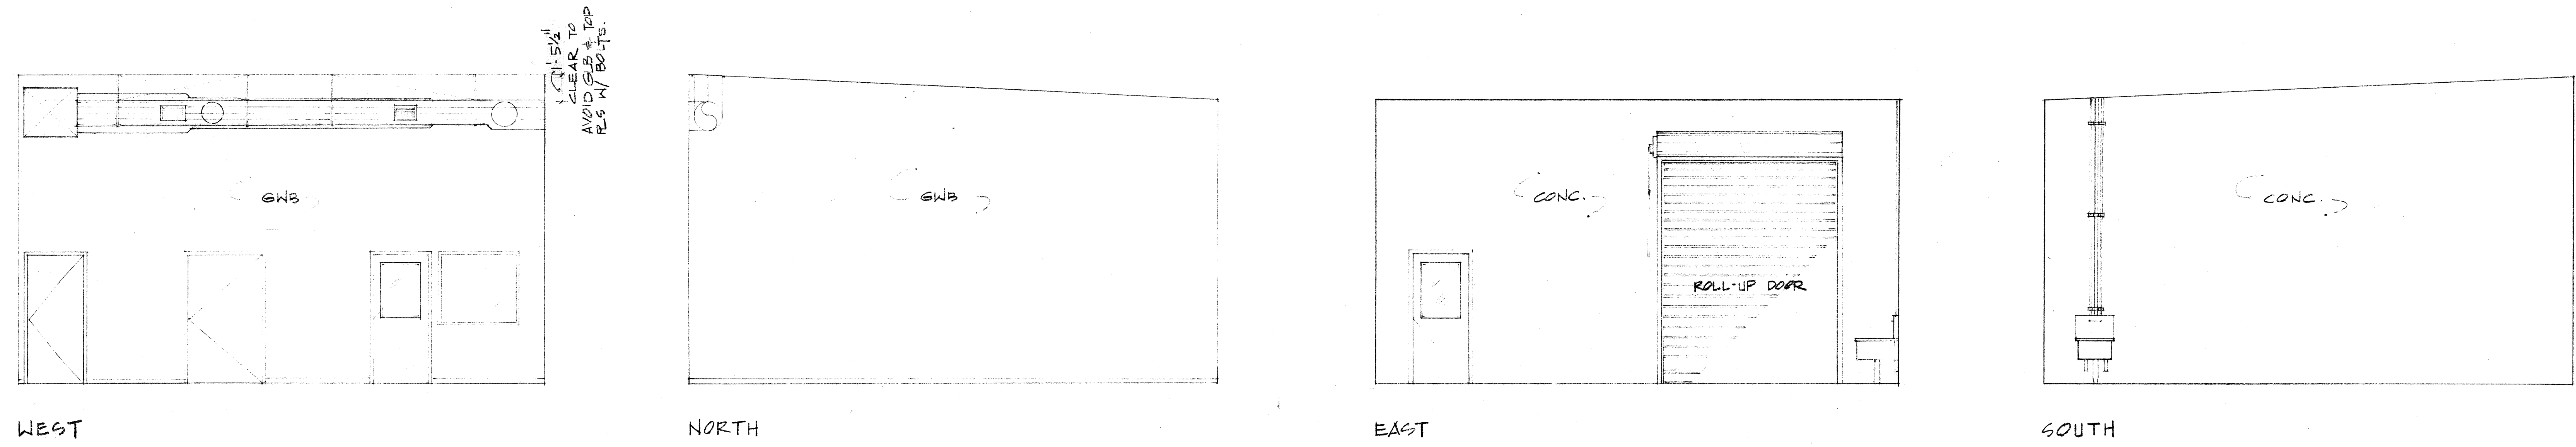 1'-5½"
CLEAR TO
AVOID GLB & TOP
PLS W/ BOLTS.
GWB
GWB
CONC.
ROLL-UP DOOR
CONC.
WEST
NORTH
EAST
SOUTH